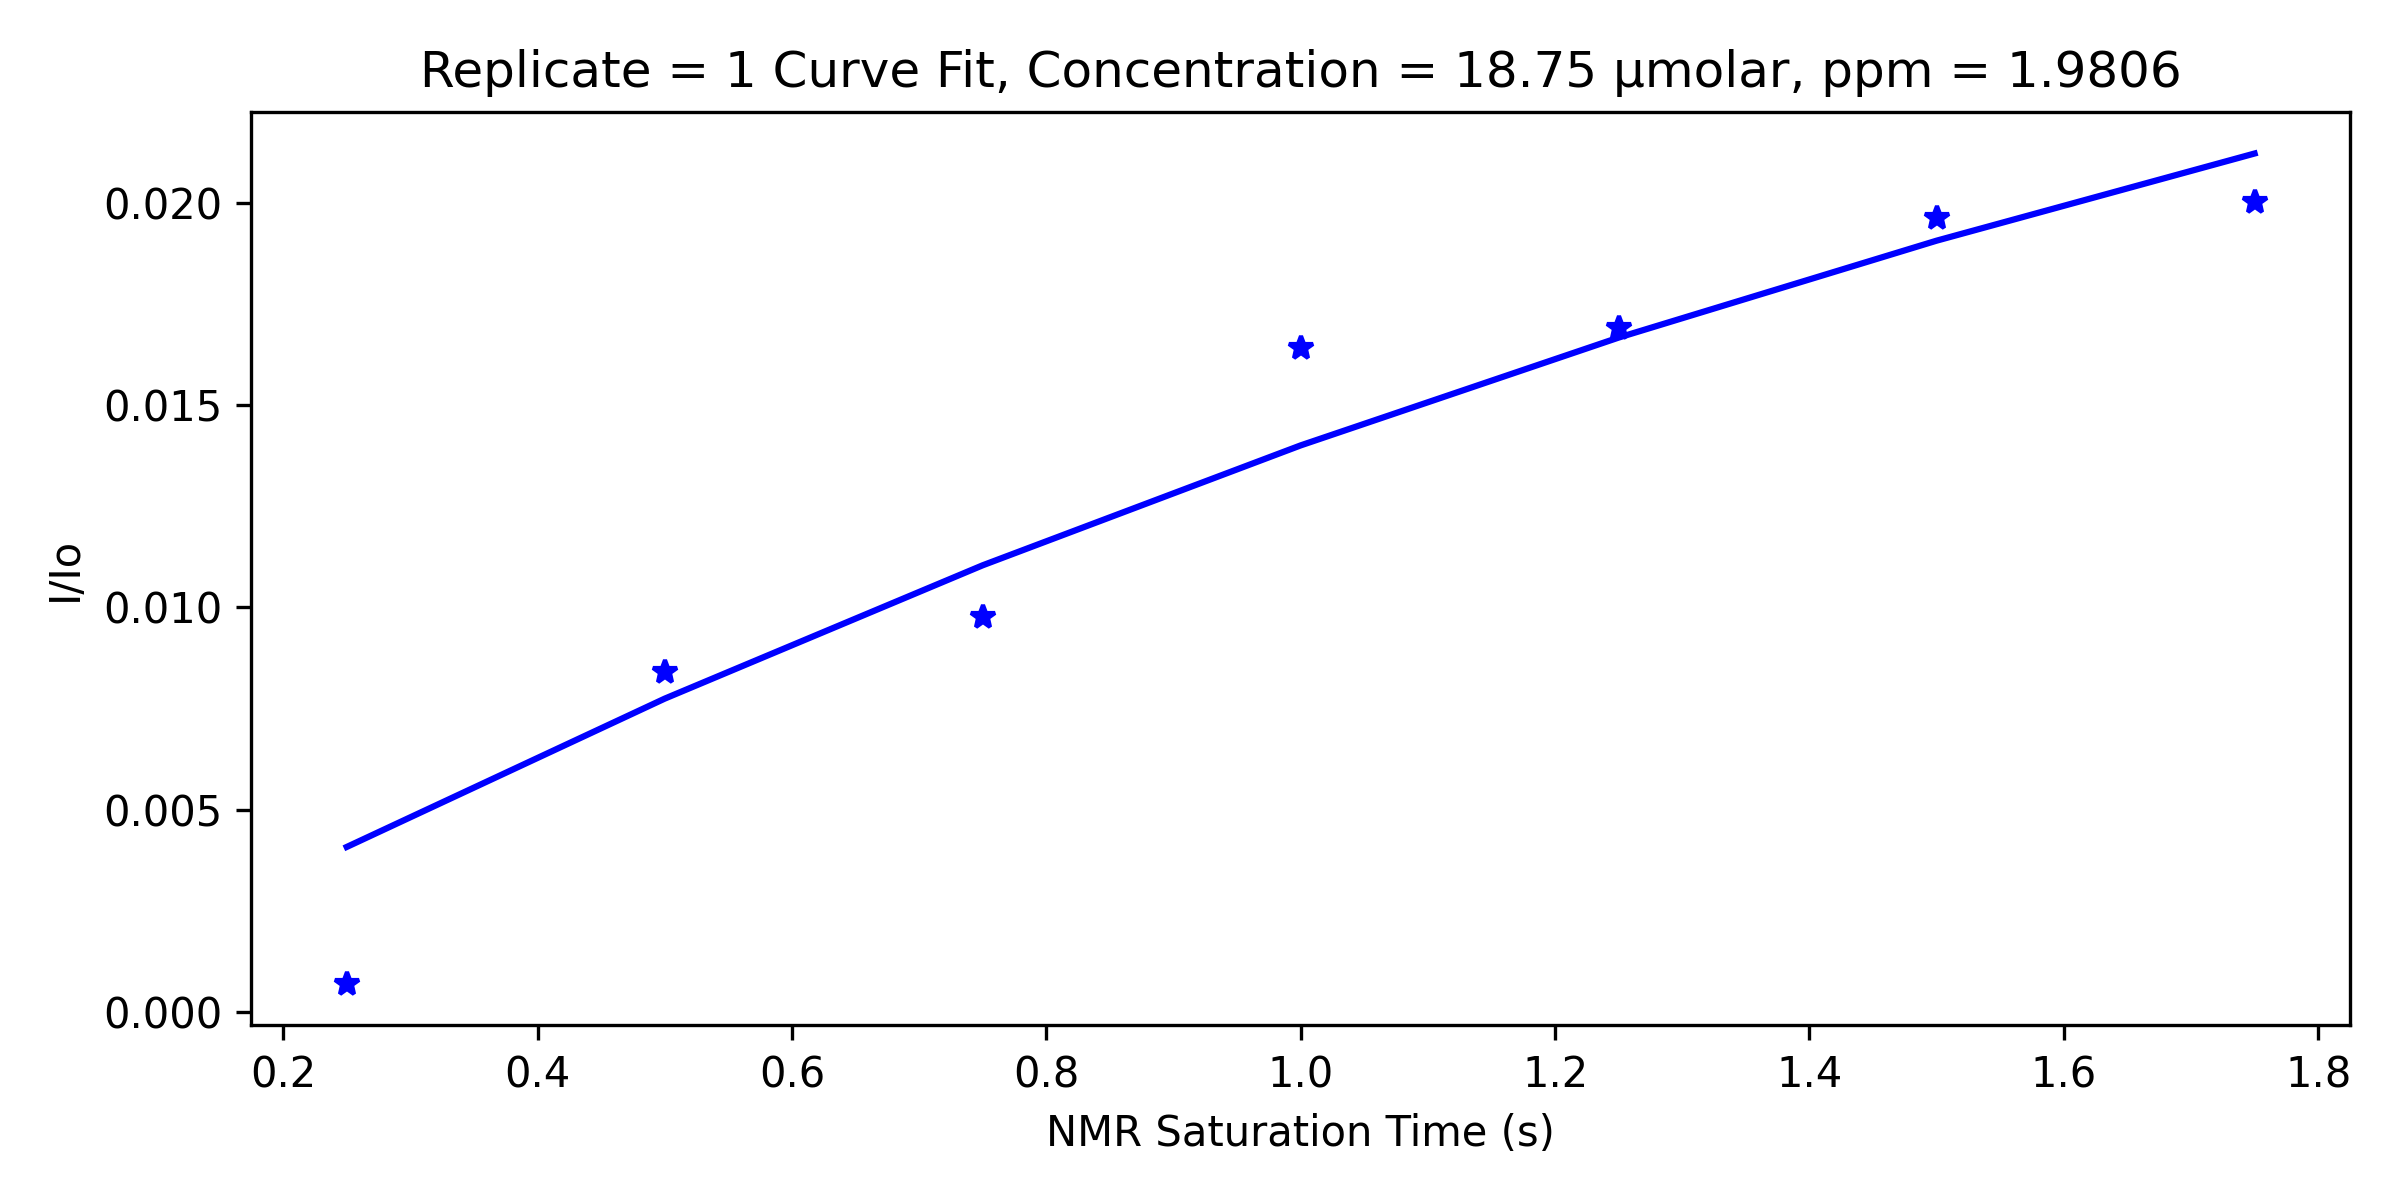 Replicate = 1 Curve Fit, Concentration = 18.75 μmolar, ppm = 1.9806
I/Io
0.020
0.015
0.010
0.005
0.000
0.2 0.4 0.6 0.8 1.0 1.2 1.4 1.6 1.8
NMR Saturation Time (s)